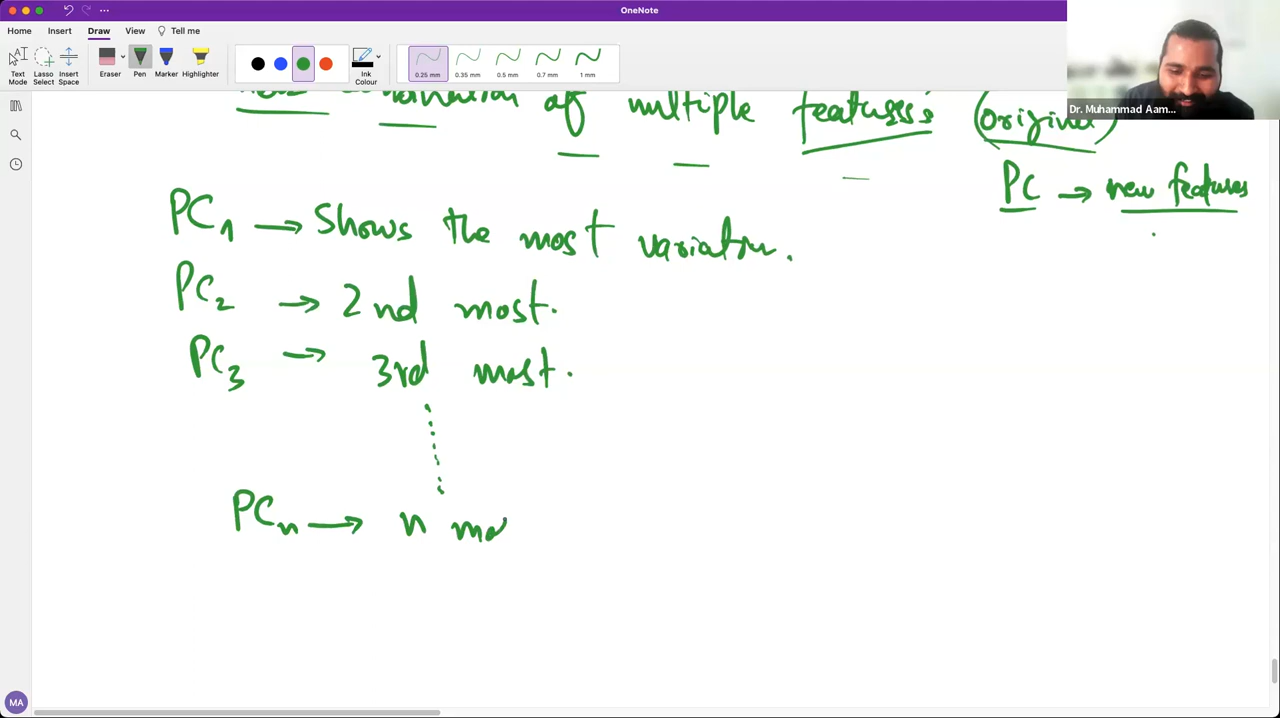 OneNote
Home Insert Draw View Tell me
Text Mode Lasso Select Insert Space Eraser Pen Marker Highlighter Ink Colour 0.25 mm 0.35 mm 0.5 mm 0.7 mm 1 mm
Dr. Muhammad Aam...
of multiple
PC → new features
PC1 → Shows the most variation.
PC2 → 2nd most.
PC3 → 3rd most.
PCn → n mo
MA